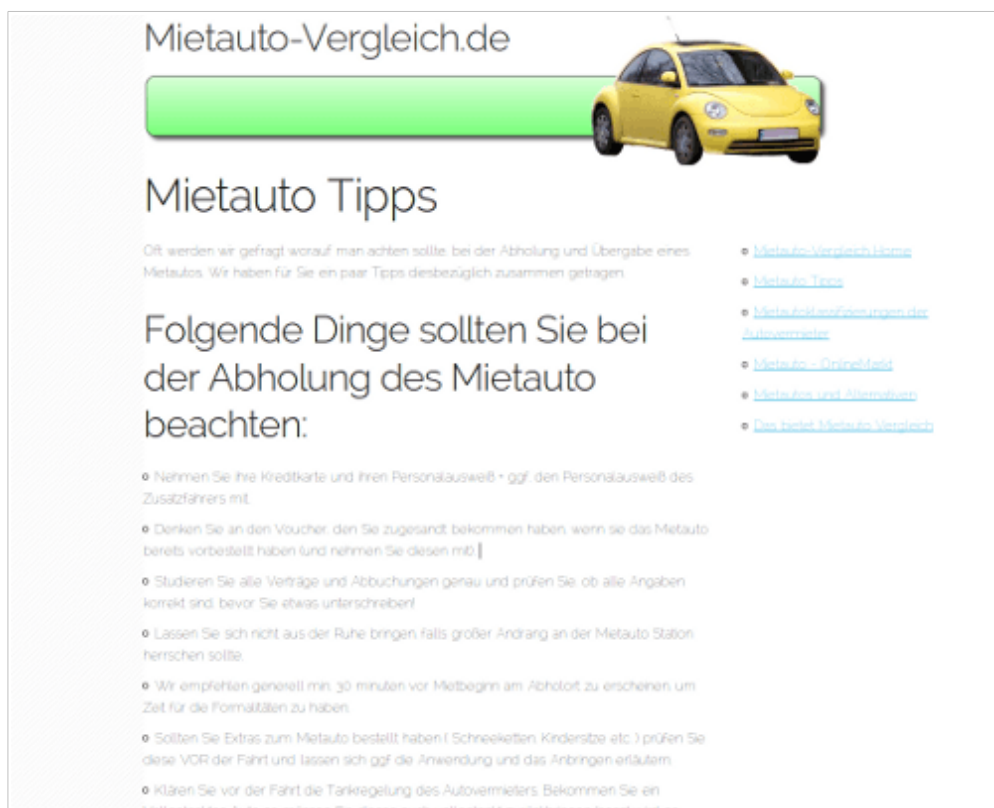 Mietauto-Vergleich.de
Mietauto Tipps
Oft werden wir gefragt worauf man achten sollte, bei der Abholung und Übergabe eines
Mietautos. Wir haben für Sie ein paar Tipps diesbezüglich zusammen getragen.
Folgende Dinge sollten Sie bei
der Abholung des Mietauto
beachten:
Nehmen Sie ihre Kreditkarte und ihren Personalausweiß + ggf. den Personalausweiß des
Zusatzfahrers mit.
Denken Sie an den Voucher, den Sie zugesandt bekommen haben, wenn sie das Mietauto
bereits vorbestellt haben (und nehmen Sie diesen mit).
Studieren Sie alle Verträge und Abbuchungen genau und prüfen Sie, ob alle Angaben
korrekt sind, bevor Sie etwas unterschreiben!
Lassen Sie sich nicht aus der Ruhe bringen, falls großer Andrang an der Mietauto Station
herrschen sollte.
Wir empfehlen generell min. 30 minuten vor Mietbeginn am Abholort zu erscheinen, um
Zeit für die Formalitäten zu haben.
Sollten Sie Extras zum Mietauto bestellt haben ( Schneeketten, Kindersitze etc. ) prüfen Sie
diese VOR der Fahrt und lassen sich ggf. die Anwendung und das Anbringen erläutern.
Klären Sie vor der Fahrt die Tankregelung des Autovermieters. Bekommen Sie ein
Mietauto-Vergleich Home
Mietauto Tipps
Mietautoklassifizierungen der
Autovermieter
Mietauto – OnlineMarkt
Mietautos und Alternativen
Das bietet Mietauto Vergleich